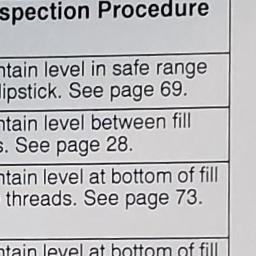 spection Procedure
ntain level in safe range
lipstick. See page 69.
ntain level between fill
s. See page 28.
ntain level at bottom of fill
threads. See page 73.
ntain level at bottom of fill